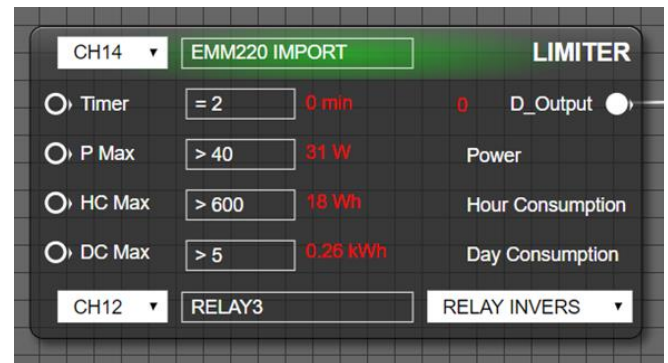 CH14 ▼ EMM220 IMPORT LIMITER
Timer = 2 0 min 0 D_Output
P Max > 40 31 W Power
HC Max > 600 18 Wh Hour Consumption
DC Max > 5 0.26 kWh Day Consumption
CH12 ▼ RELAY3 RELAY INVERS ▼